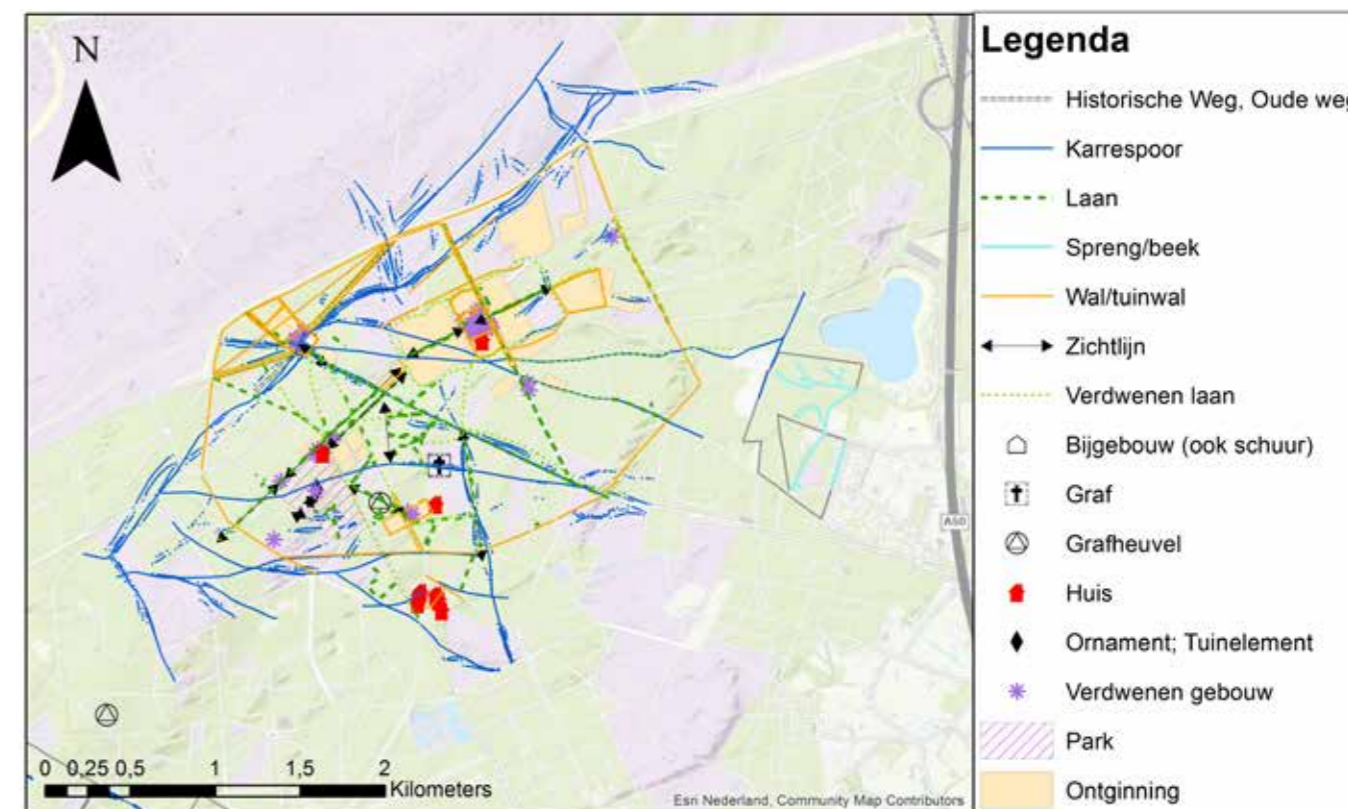 N
A50
0 0,25 0,5 1 1,5 2
Kilometers
Esri Nederland, Community Map Contributors
Legenda
Historische Weg, Oude weg
Karrespoor
Laan
Spreng/beek
Wal/tuinwal
Zichtlijn
Verdwenen laan
Bijgebouw (ook schuur)
Graf
Grafheuvel
Huis
Ornament; Tuinelement
Verdwenen gebouw
Park
Ontginning